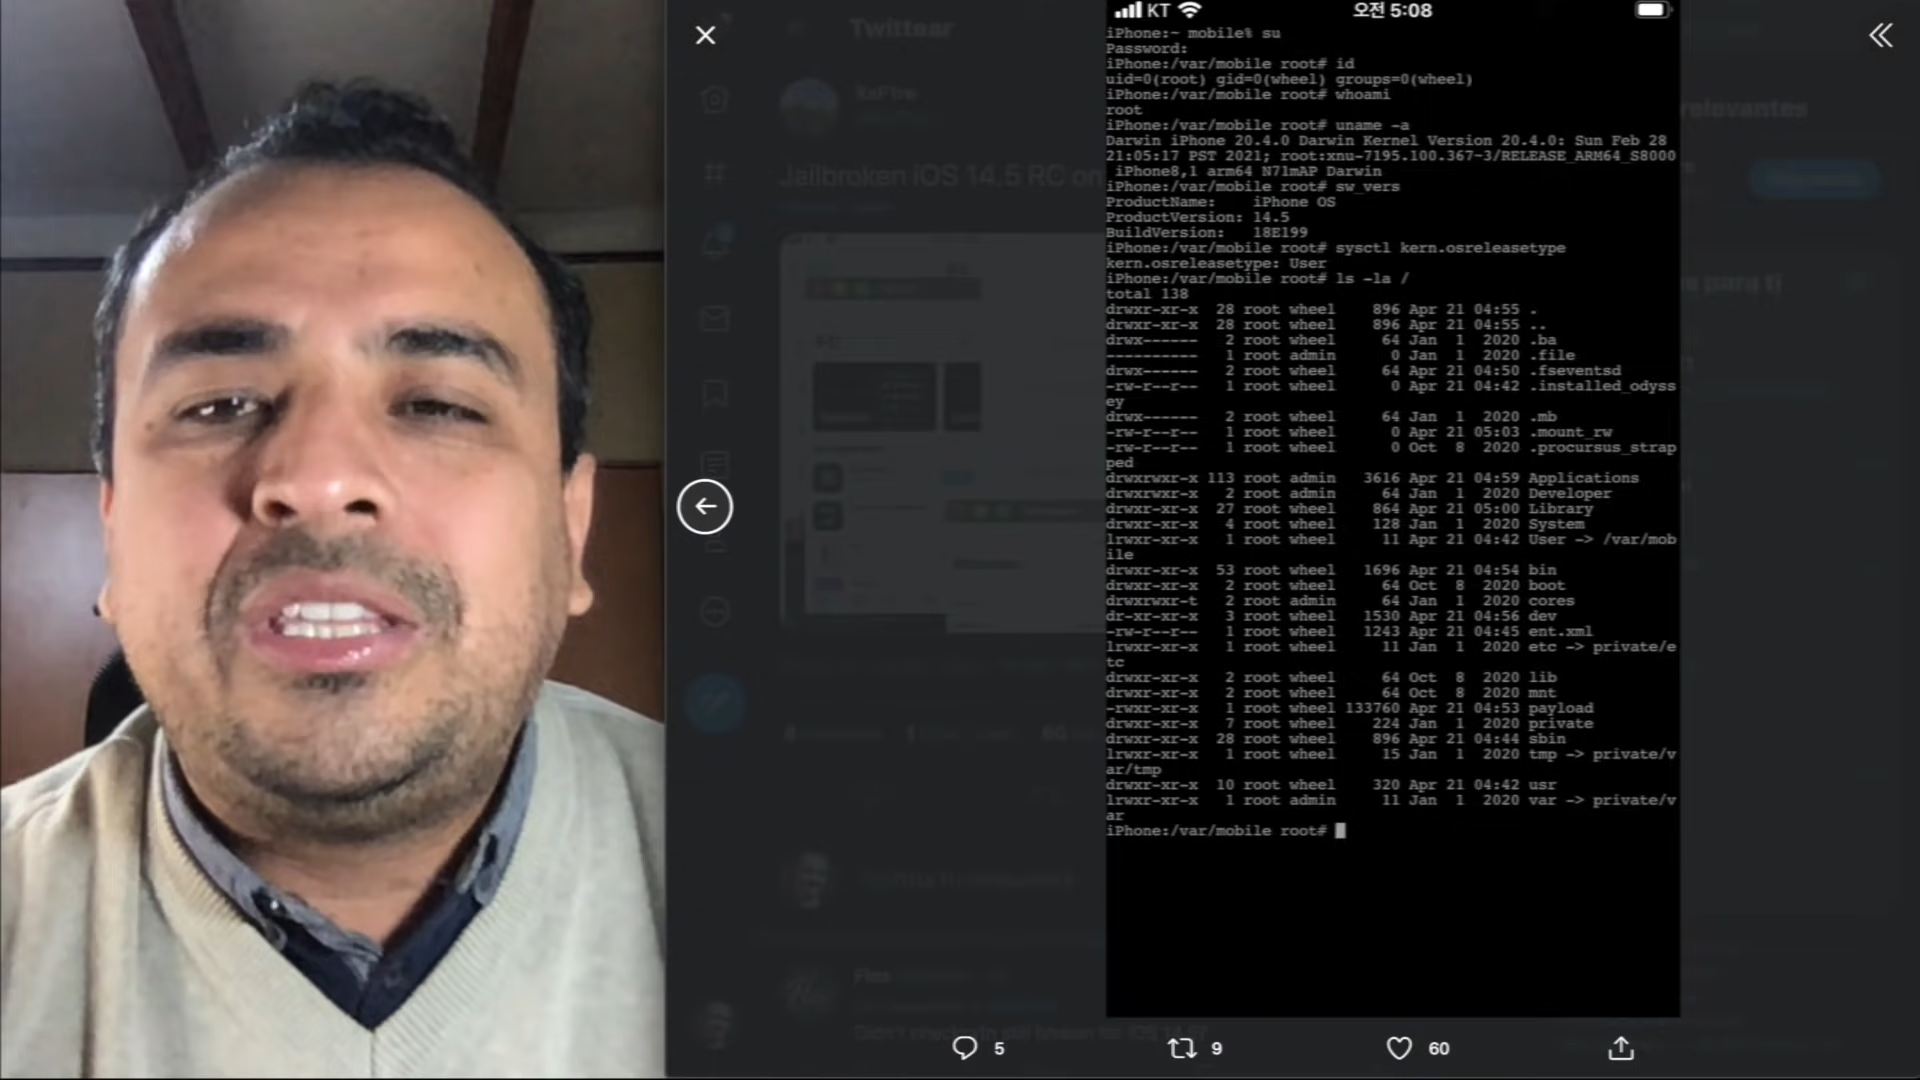 KT 오전 5:08
iPhone:~ mobile% su
Password:
iPhone:/var/mobile root# id
uid=0(root) gid=0(wheel) groups=0(wheel)
iPhone:/var/mobile root# whoami
root
iPhone:/var/mobile root# uname -a
Darwin iPhone 20.4.0 Darwin Kernel Version 20.4.0: Sun Feb 28
21:05:17 PST 2021; root:xnu-7195.100.367~3/RELEASE_ARM64_S8000
iPhone8,1 arm64 N71mAP Darwin
iPhone:/var/mobile root# sw_vers
ProductName: iPhone OS
ProductVersion: 14.5
BuildVersion: 18E199
iPhone:/var/mobile root# sysctl kern.osreleasetype
kern.osreleasetype: User
iPhone:/var/mobile root# ls -la /
total 138
drwxr-xr-x 28 root wheel 896 Apr 21 04:55 .
drwxr-xr-x 28 root wheel 896 Apr 21 04:55 ..
drwx------ 2 root wheel 64 Jan 1 2020 .ba
---------- 1 root admin 0 Jan 1 2020 .file
drwx------ 2 root wheel 64 Apr 21 04:50 .fseventsd
-rw-r--r-- 1 root wheel 0 Apr 21 04:42 .installed_odyss
ey
drwx------ 2 root wheel 64 Jan 1 2020 .mb
-rw-r--r-- 1 root wheel 0 Apr 21 05:03 .mount_rw
-rw-r--r-- 1 root wheel 0 Oct 8 2020 .procursus_strap
ped
drwxrwxr-x 113 root admin 3616 Apr 21 04:59 Applications
drwxrwxr-x 2 root admin 64 Jan 1 2020 Developer
drwxrwxr-x 27 root wheel 864 Apr 21 05:00 Library
drwxr-xr-x 4 root wheel 128 Jan 1 2020 System
lrwxr-xr-x 1 root wheel 11 Apr 21 04:42 User -> /var/mob
ile
drwxr-xr-x 53 root wheel 1696 Apr 21 04:54 bin
drwxr-xr-x 2 root wheel 64 Oct 8 2020 boot
drwxrwxr-t 2 root admin 64 Jan 1 2020 cores
dr-xr-xr-x 3 root wheel 1530 Apr 21 04:56 dev
-rw-r--r-- 1 root wheel 1243 Apr 21 04:45 ent.xml
lrwxr-xr-x 1 root wheel 11 Jan 1 2020 etc -> private/e
tc
drwxr-xr-x 2 root wheel 64 Oct 8 2020 lib
drwxr-xr-x 2 root wheel 64 Oct 8 2020 mnt
-rwxr-xr-x 1 root wheel 133760 Apr 21 04:53 payload
drwxr-xr-x 7 root wheel 224 Jan 1 2020 private
drwxr-xr-x 28 root wheel 896 Apr 21 04:44 sbin
lrwxr-xr-x 1 root wheel 15 Jan 1 2020 tmp -> private/v
ar/tmp
drwxr-xr-x 10 root wheel 320 Apr 21 04:42 usr
lrwxr-xr-x 1 root admin 11 Jan 1 2020 var -> private/v
ar
iPhone:/var/mobile root#
Twittear
Jailbroken iOS 14.5 RC on
relevantes
para ti
5 9 60